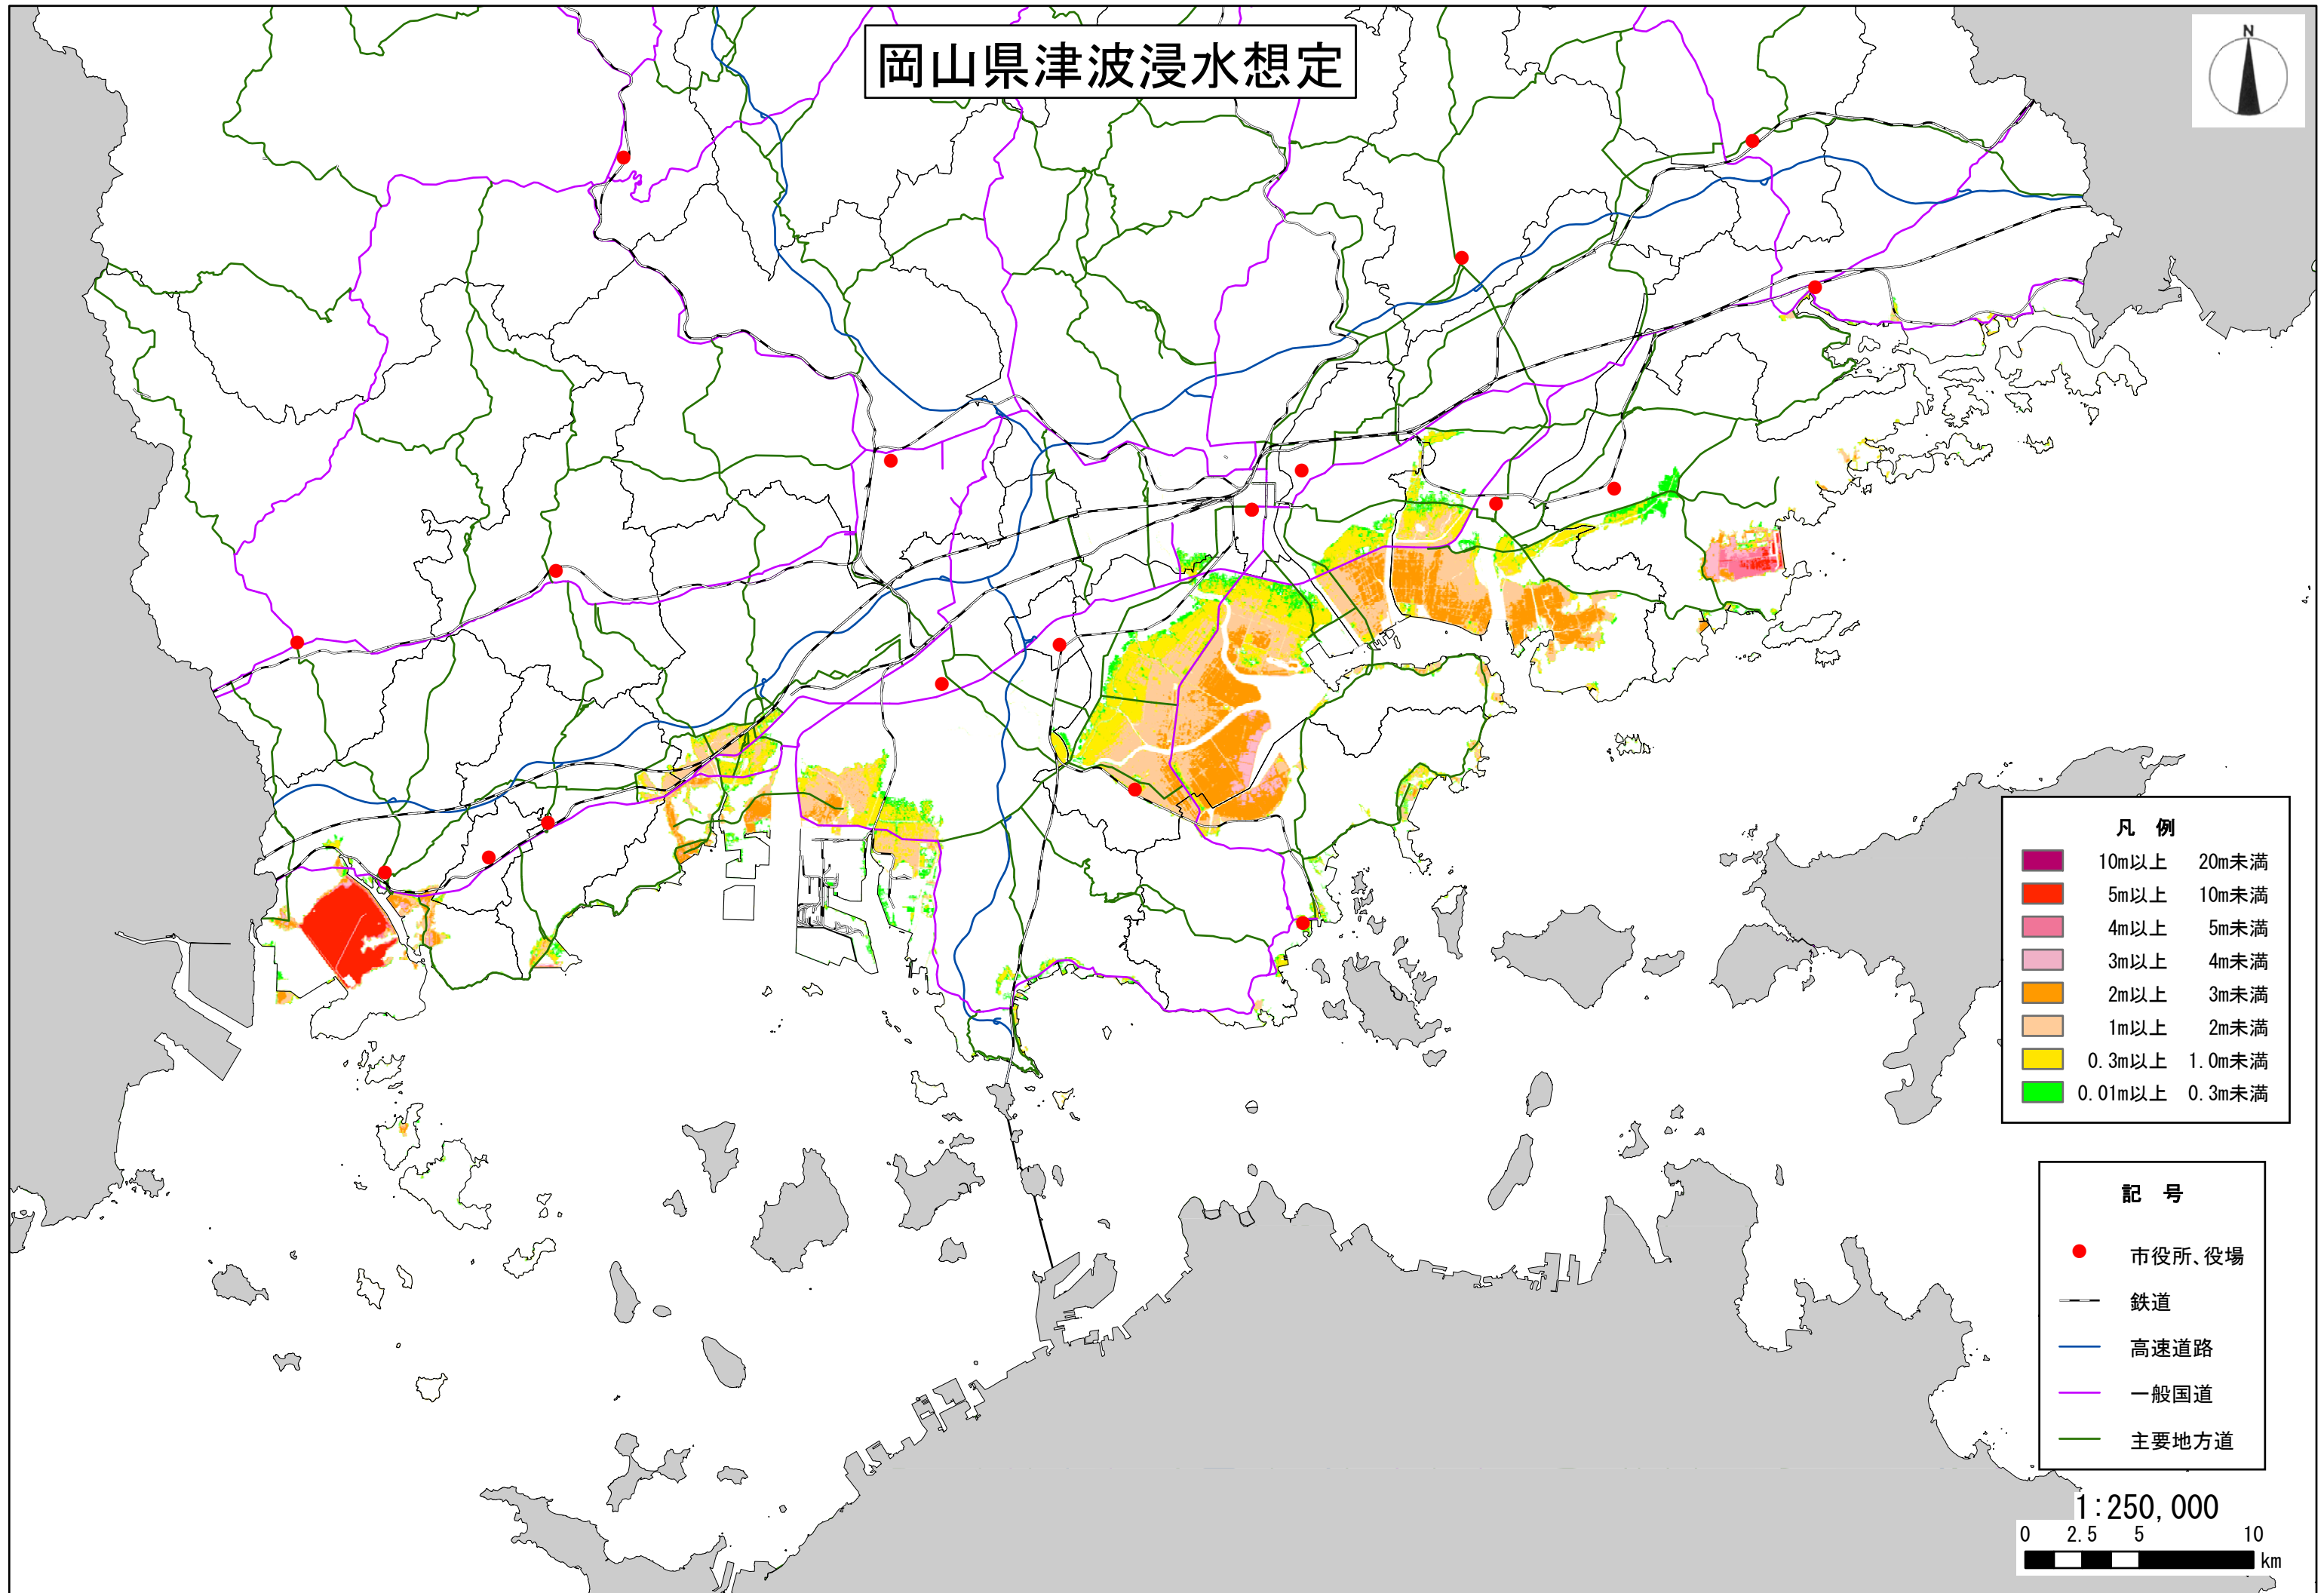 岡山県津波浸水想定
N
凡 例
10m以上 20m未満
5m以上 10m未満
4m以上 5m未満
3m以上 4m未満
2m以上 3m未満
1m以上 2m未満
0.3m以上 1.0m未満
0.01m以上 0.3m未満
記 号
市役所、役場
鉄道
高速道路
一般国道
主要地方道
1:250,000
0 2.5 5 10
km